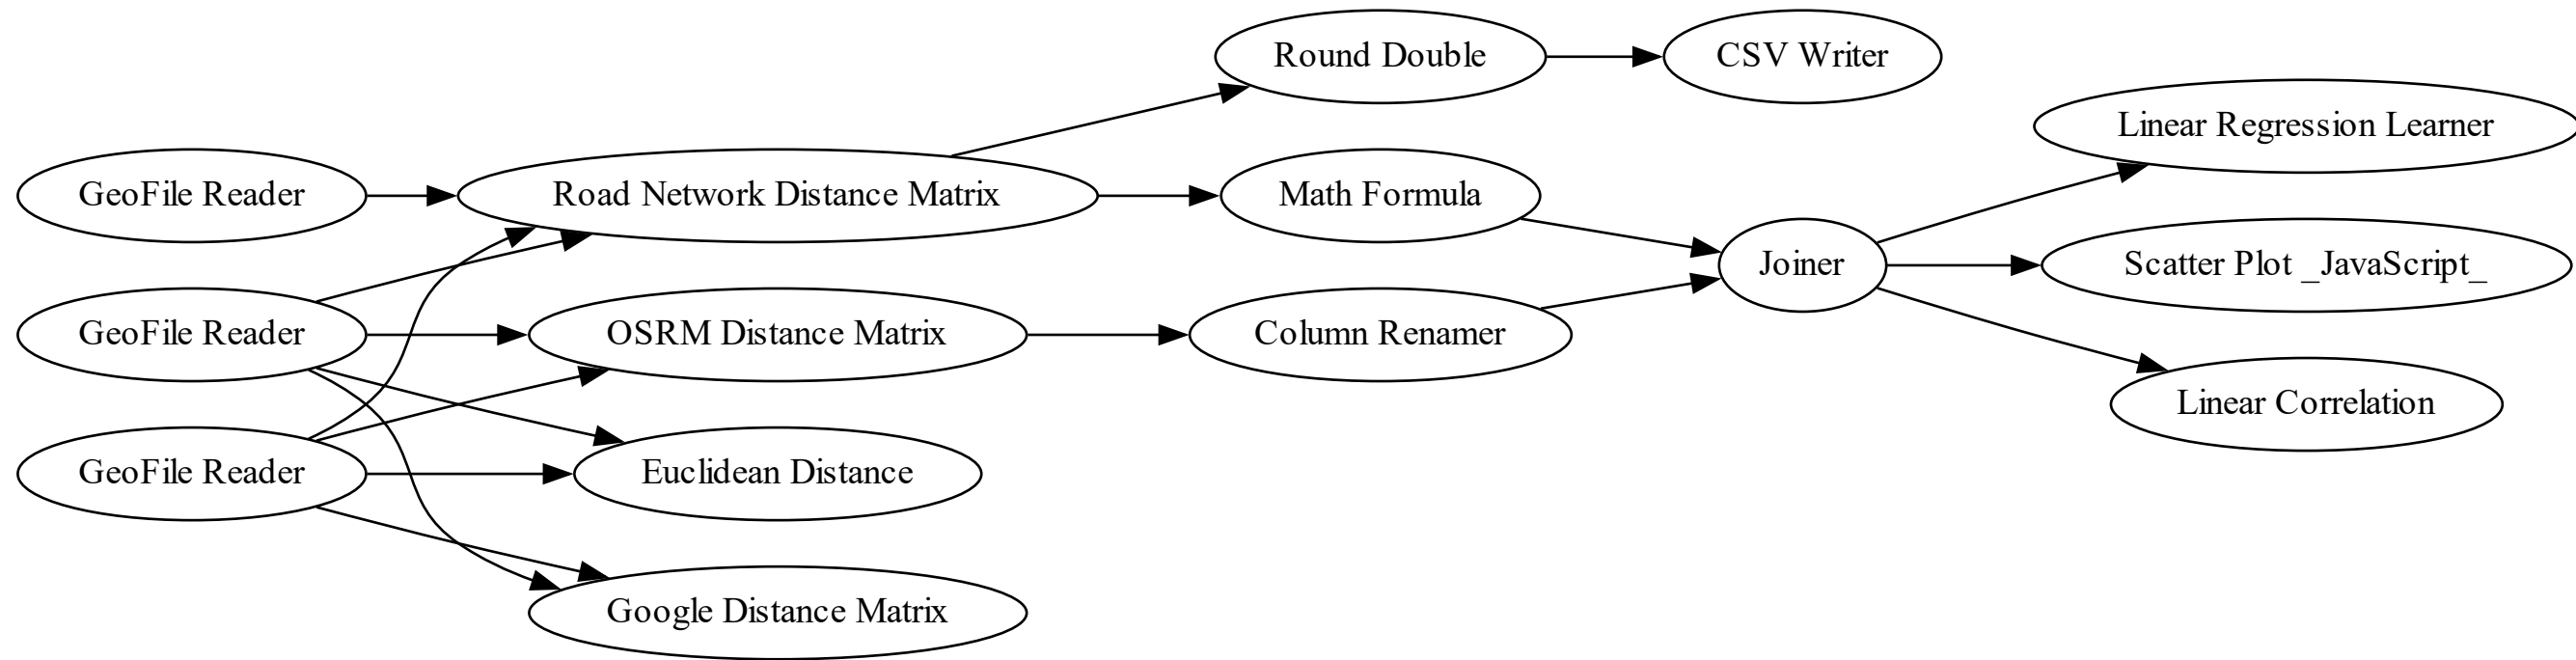 Round Double
CSV Writer
Linear Regression Learner
GeoFile Reader
Road Network Distance Matrix
Math Formula
Joiner
Scatter Plot _JavaScript_
GeoFile Reader
OSRM Distance Matrix
Column Renamer
Linear Correlation
GeoFile Reader
Euclidean Distance
Google Distance Matrix